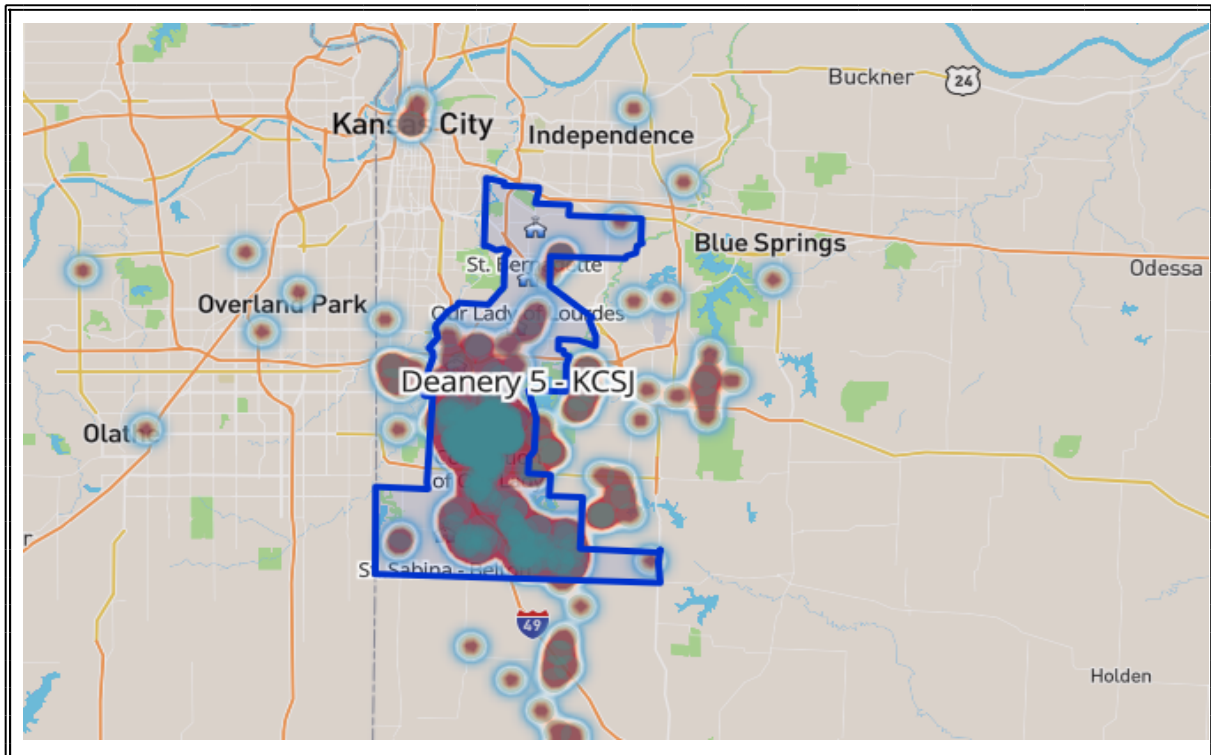 Buckner
24
Kansas City
Independence
Blue Springs
St. Bernadette
Odessa
Overland Park
Our Lady of Lourdes
Deanery 5 - KCSJ
Olathe
of
St. Sabina - Belton
49
Holden